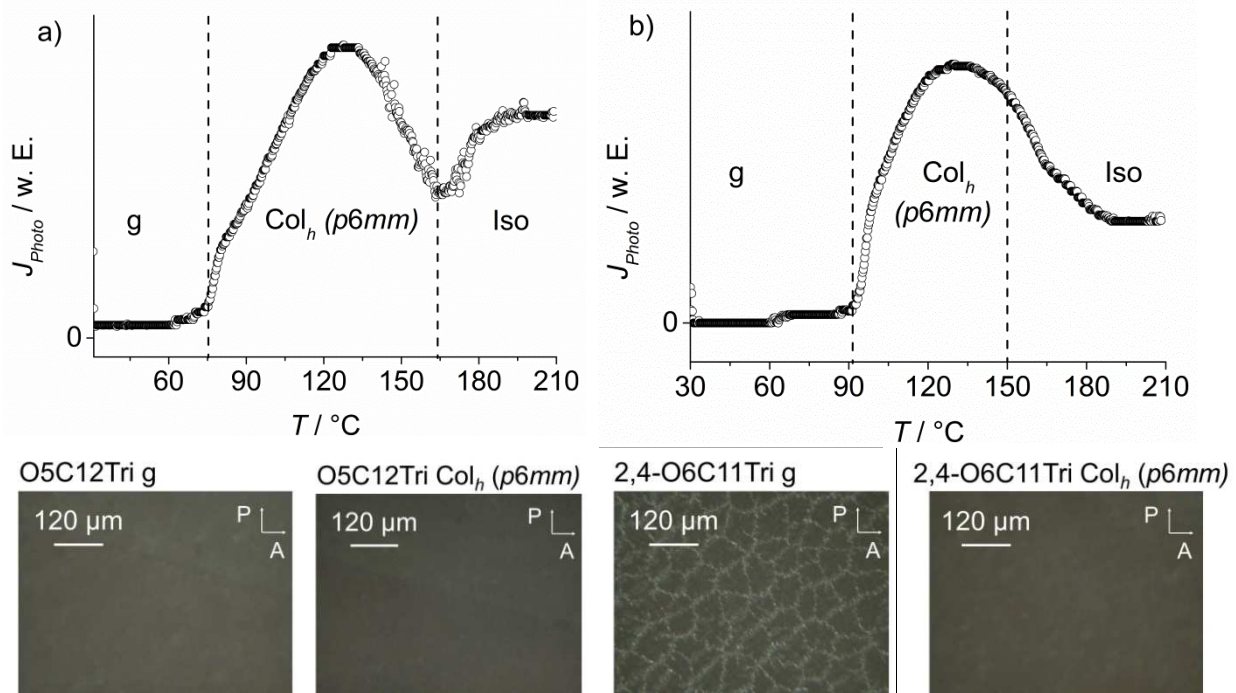 a)
J_Photo / w. E.
0
g
Col_h (p6mm)
Iso
60 90 120 150 180 210
T / °C
b)
J_Photo / w. E.
0
g
Col_h
(p6mm)
Iso
30 60 90 120 150 180 210
T / °C
O5C12Tri g
120 µm
P
A
O5C12Tri Col_h (p6mm)
120 µm
P
A
2,4-O6C11Tri g
120 µm
P
A
2,4-O6C11Tri Col_h (p6mm)
120 µm
P
A